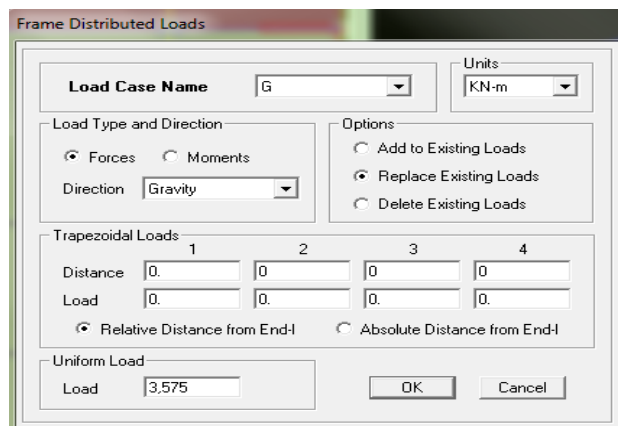 Frame Distributed Loads
Units
Load Case Name G KN-m
Load Type and Direction Options
Forces Moments Add to Existing Loads
Direction Gravity Replace Existing Loads
Delete Existing Loads
Trapezoidal Loads
1 2 3 4
Distance 0. 0 0 0
Load 0. 0. 0. 0.
Relative Distance from End-I Absolute Distance from End-I
Uniform Load
Load 3,575 OK Cancel